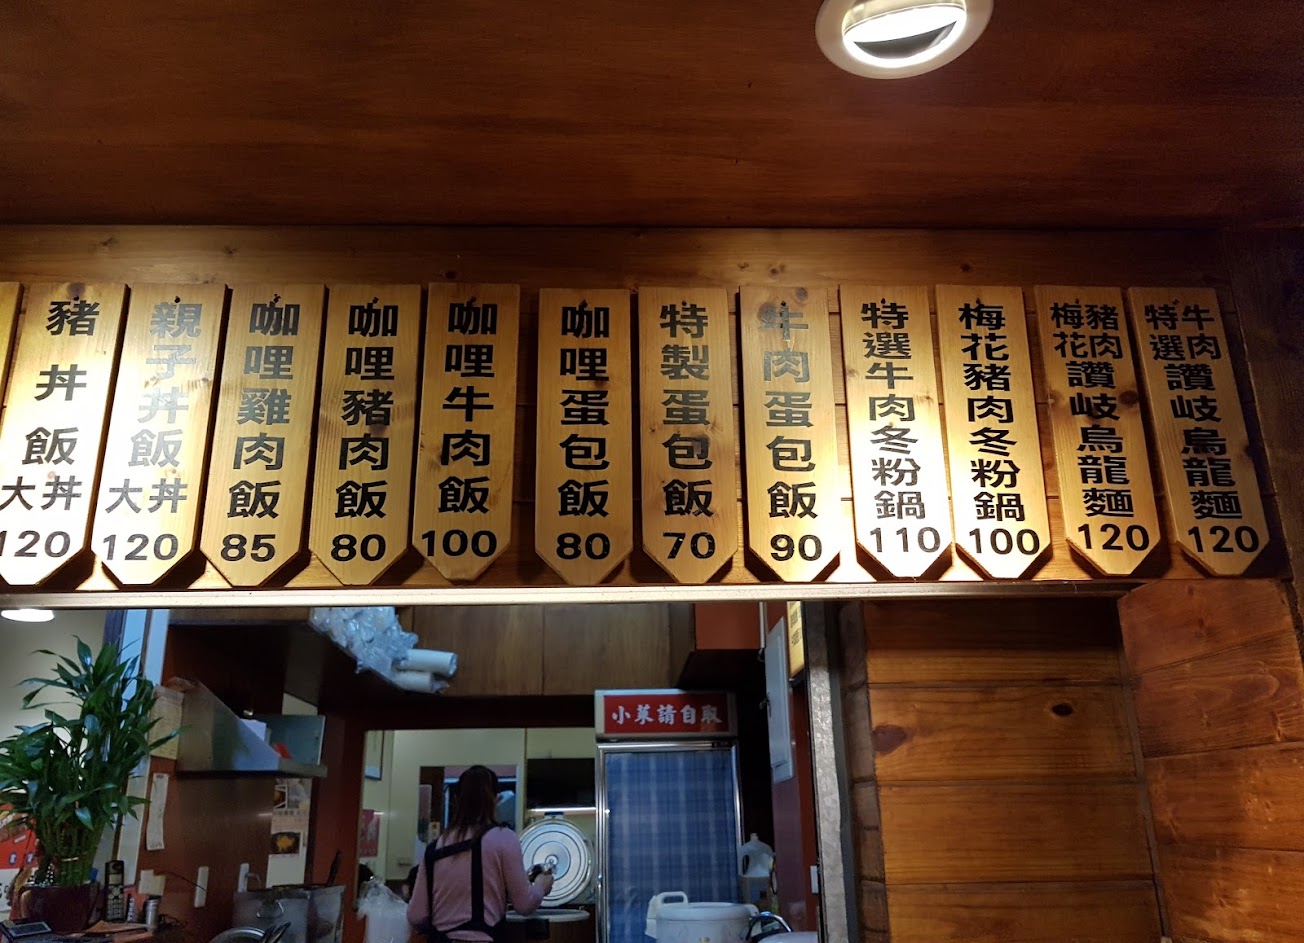 豬丼飯
大丼
120
親子丼飯
大丼
120
咖哩雞肉飯
85
咖哩豬肉飯
80
咖哩牛肉飯
100
咖哩蛋包飯
80
特製蛋包飯
70
牛肉蛋包飯
90
特選牛肉冬粉鍋
110
梅花豬肉冬粉鍋
100
梅花豬肉讚岐烏龍麵
120
特選牛肉讚岐烏龍麵
120
小菜請自取